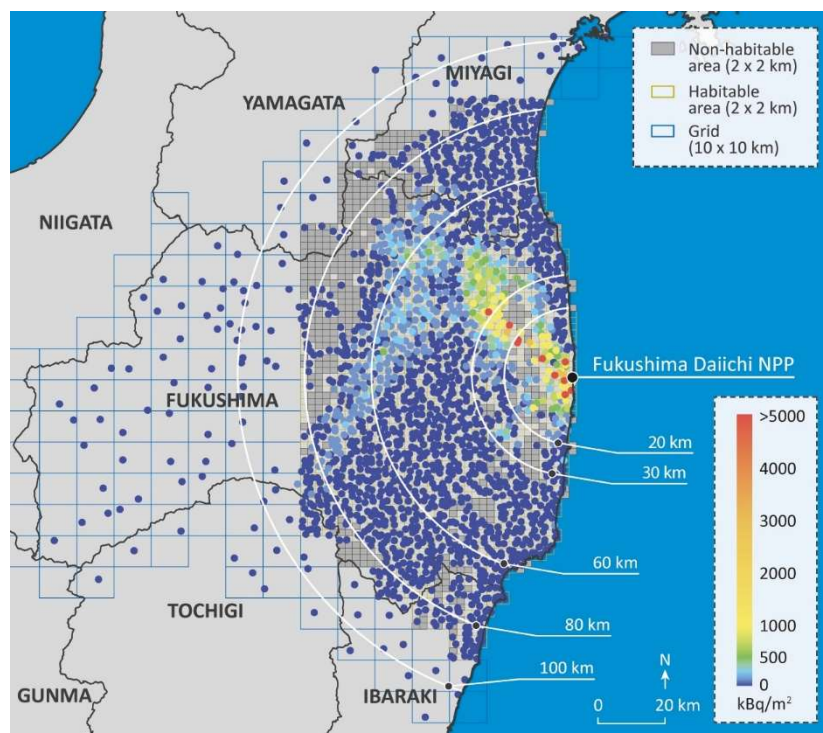 MIYAGI
YAMAGATA
NIIGATA
FUKUSHIMA
TOCHIGI
GUNMA
IBARAKI
Non-habitable
area (2 x 2 km)
Habitable
area (2 x 2 km)
Grid
(10 x 10 km)
Fukushima Daiichi NPP
20 km
30 km
60 km
80 km
100 km
N
0 20 km
>5000
4000
3000
2000
1000
500
0
kBq/m²